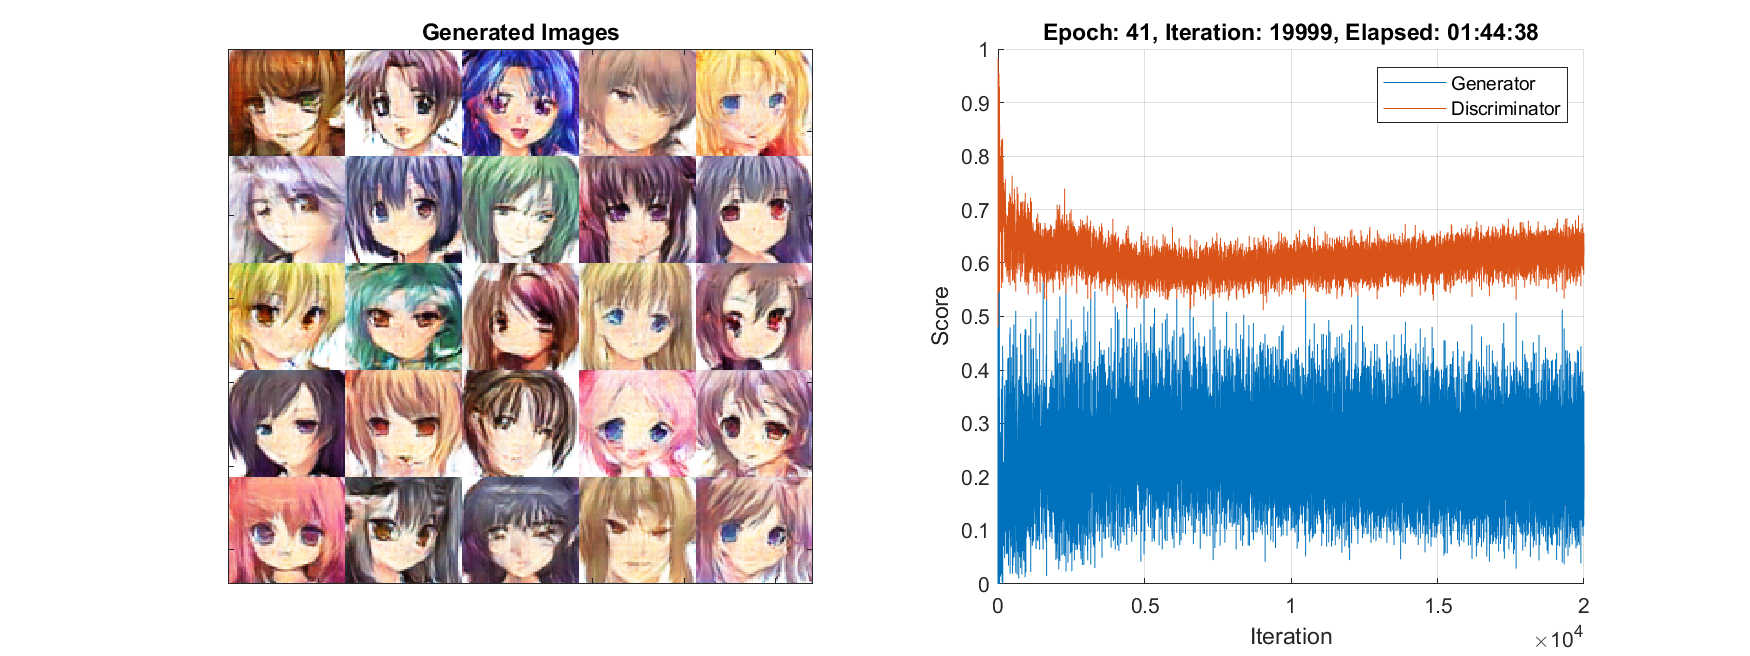 Generated Images
Epoch: 41, Iteration: 19999, Elapsed: 01:44:38
1
0.9
0.8
0.7
0.6
0.5
0.4
0.3
0.2
0.1
0
Score
Generator
Discriminator
0
0.5
1
1.5
2
Iteration
×10⁴